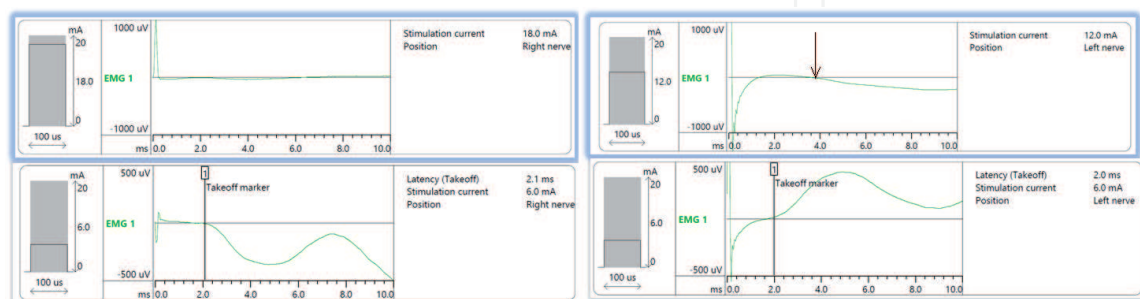 mA
20
18.0
0
100 us
1000 uV
EMG 1
-1000 uV
ms 0.0 2.0 4.0 6.0 8.0 10.0
Stimulation current 18.0 mA
Position Right nerve
mA
20
12.0
0
100 us
1000 uV
EMG 1
-1000 uV
ms 0.0 2.0 4.0 6.0 8.0 10.0
Stimulation current 12.0 mA
Position Left nerve
mA
20
6.0
0
100 us
500 uV
1
Takeoff marker
EMG 1
-500 uV
ms 0.0 2.0 4.0 6.0 8.0 10.0
Latency (Takeoff) 2.1 ms
Stimulation current 6.0 mA
Position Right nerve
mA
20
6.0
0
100 us
500 uV
1
Takeoff marker
EMG 1
-500 uV
ms 0.0 2.0 4.0 6.0 8.0 10.0
Latency (Takeoff) 2.0 ms
Stimulation current 6.0 mA
Position Left nerve